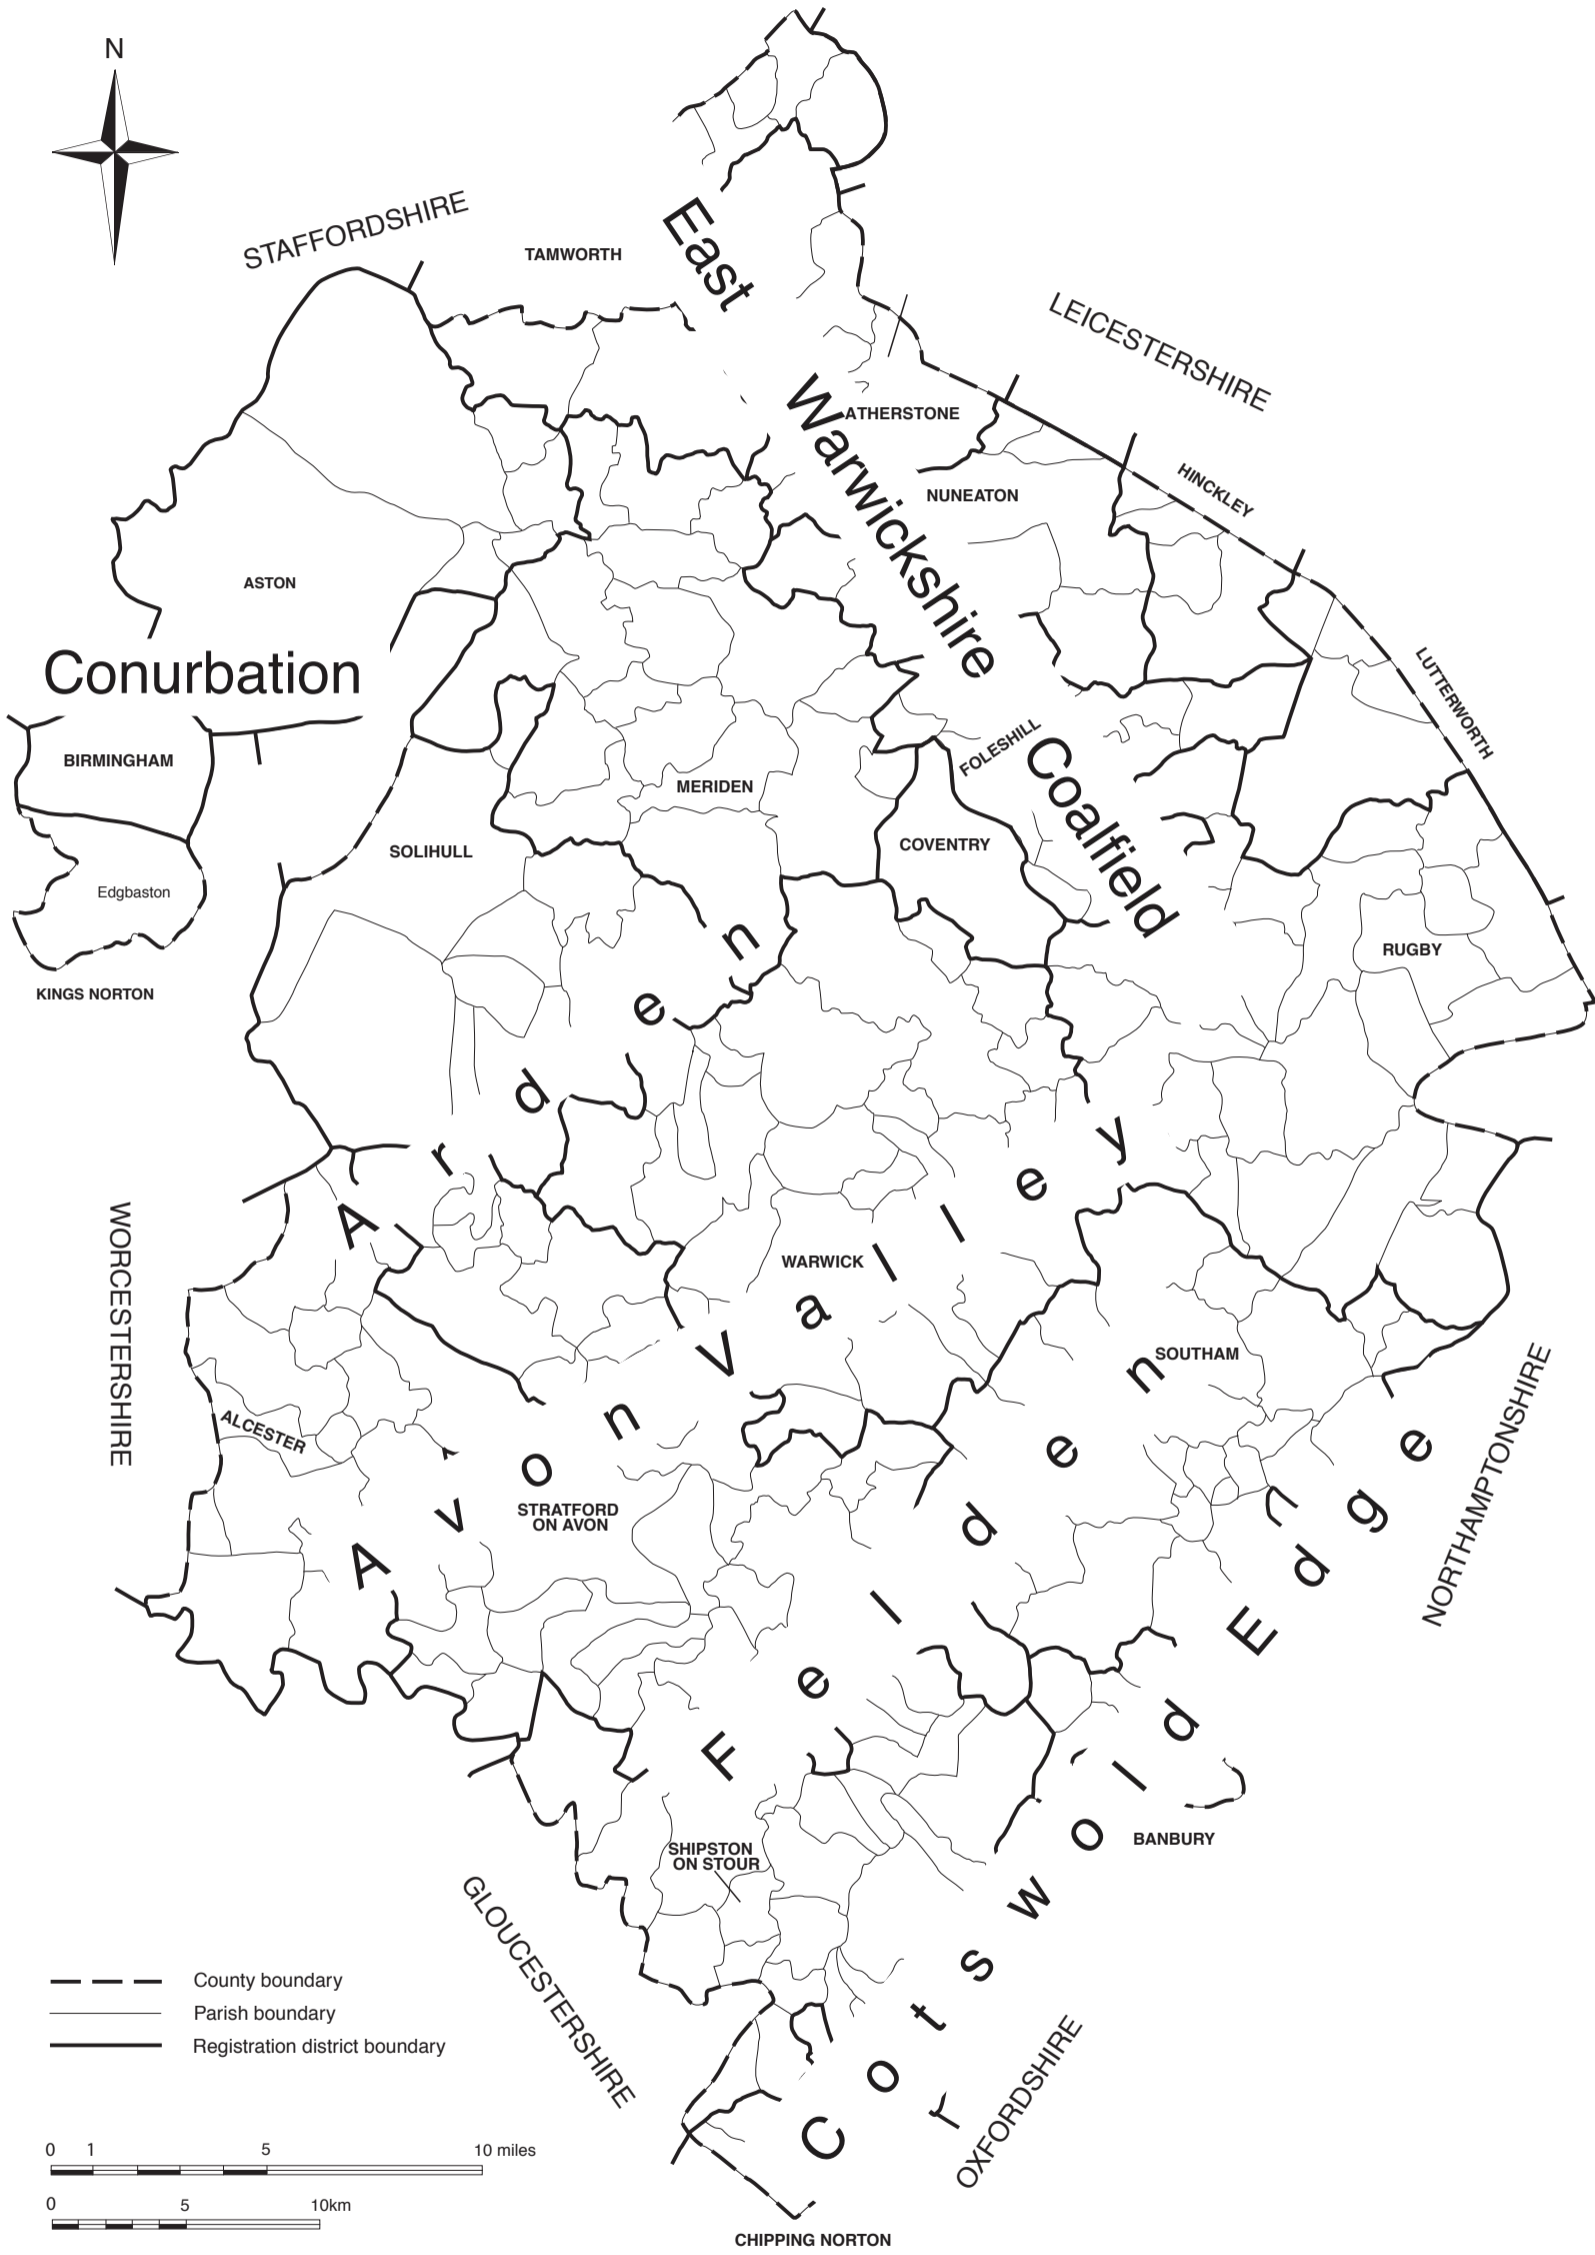 N
STAFFORDSHIRE
TAMWORTH
East
Warwickshire
Coalfield
LEICESTERSHIRE
ATHERSTONE
NUNEATON
HINCKLEY
ASTON
Conurbation
LUTTERWORTH
BIRMINGHAM
FOLESHILL
MERIDEN
SOLIHULL
COVENTRY
Edgbaston
RUGBY
KINGS NORTON
Arden
WORCESTERSHIRE
WARWICK
Avon Valley
SOUTHAM
ALCESTER
NORTHAMPTONSHIRE
STRATFORD
ON AVON
Felden
Cotswold Edge
BANBURY
SHIPSTON
ON STOUR
GLOUCESTERSHIRE
OXFORDSHIRE
County boundary
Parish boundary
Registration district boundary
0 1 5 10 miles
0 5 10km
CHIPPING NORTON